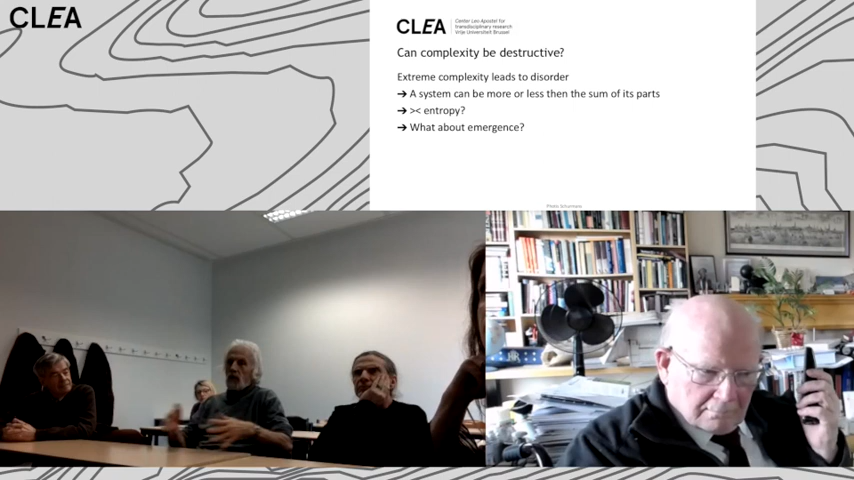 CLEA
CLEA
Center Leo Apostel for
transdisciplinary research
Vrije Universiteit Brussel
Can complexity be destructive?
Extreme complexity leads to disorder
➔ A system can be more or less then the sum of its parts
➔ >< entropy?
➔ What about emergence?